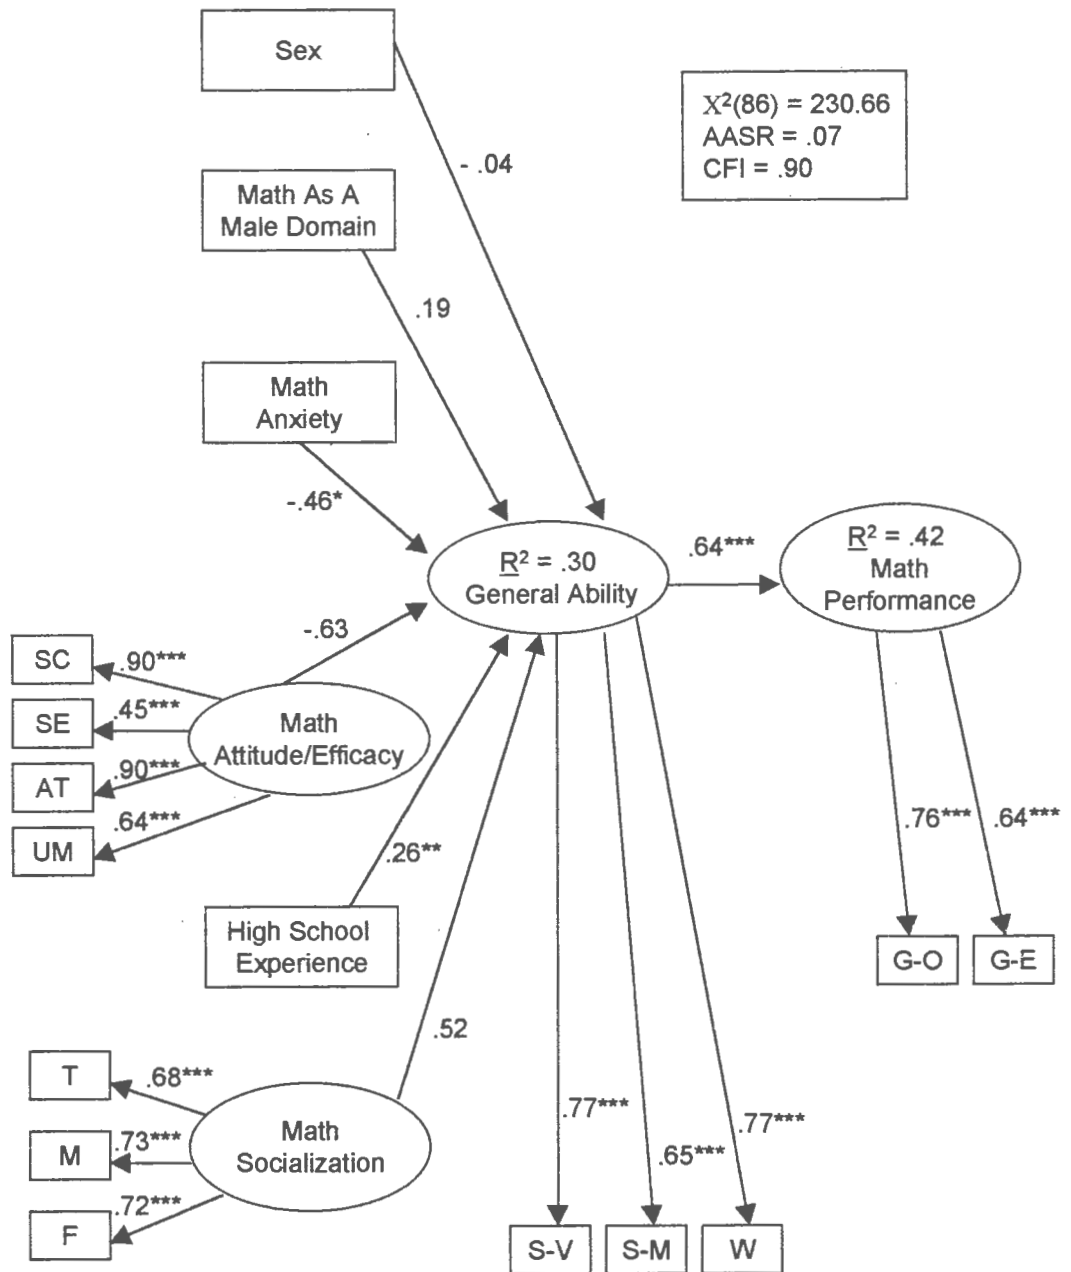 Sex
X²(86) = 230.66
AASR = .07
CFI = .90
- .04
Math As A
Male Domain
.19
Math
Anxiety
-.46*
R² = .30
General Ability
.64***
R² = .42
Math
Performance
-.63
SC
.90***
SE
.45***
AT
.90***
UM
.64***
Math
Attitude/Efficacy
.26**
High School
Experience
.76***
.64***
G-O
G-E
.52
T
.68***
M
.73***
F
.72***
Math
Socialization
.77***
.65***
.77***
S-V
S-M
W